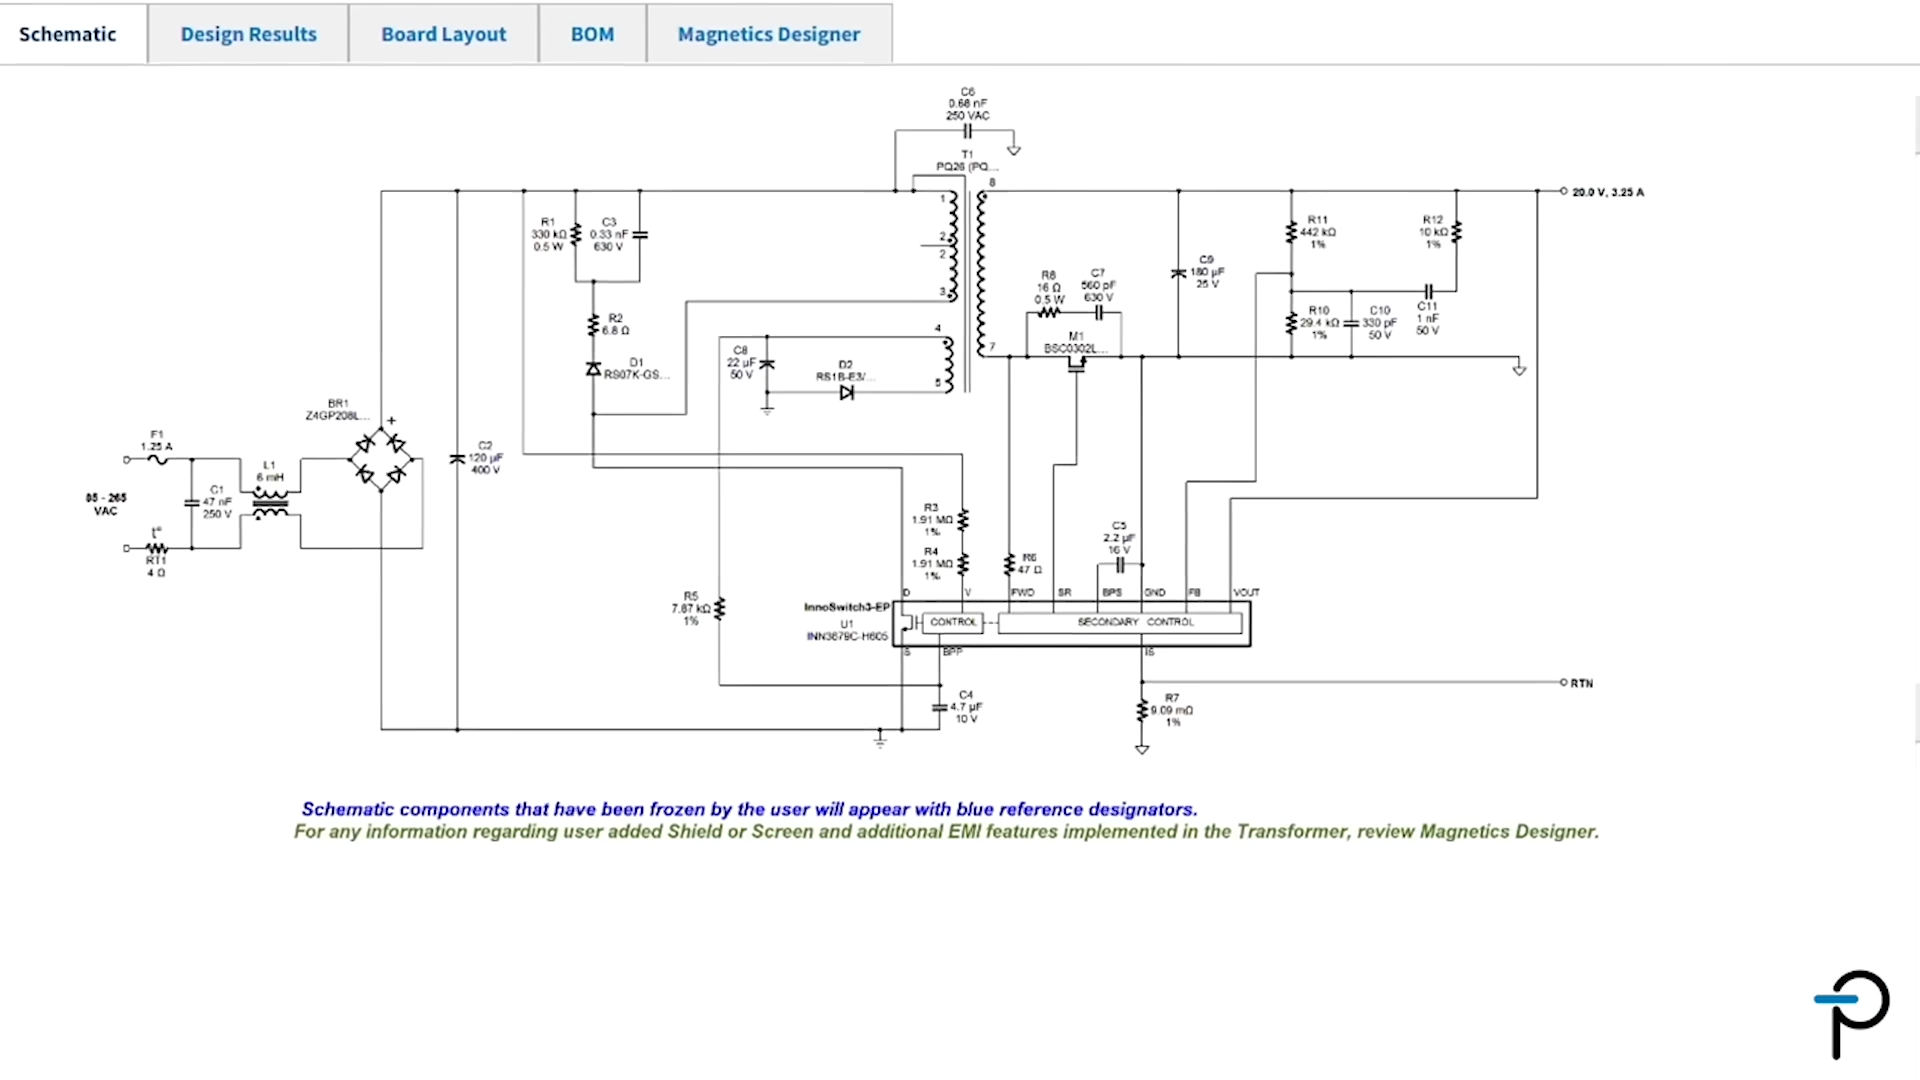 Schematic
Design Results
Board Layout
BOM
Magnetics Designer
C6
0.68 nF
250 VAC
T1
PQ26 (PQ...
8
1
2
2
3
4
5
7
20.0 V, 3.25 A
R1
330 kΩ
0.5 W
C3
0.33 nF
630 V
R2
6.8 Ω
D1
RS07K-GS...
C8
22 µF
50 V
D2
RS1B-E3/...
R8
16 Ω
0.5 W
C7
560 pF
630 V
M1
BSC0302L...
C9
180 µF
25 V
R11
442 kΩ
1%
R12
10 kΩ
1%
R10
29.4 kΩ
1%
C10
330 pF
50 V
C11
1 nF
50 V
BR1
Z4GP208L...
+
F1
1.25 A
85 - 265
VAC
t°
RT1
4 Ω
C1
47 nF
250 V
L1
6 mH
C2
120 µF
400 V
R3
1.91 MΩ
1%
R4
1.91 MΩ
1%
R6
47 Ω
C5
2.2 µF
16 V
R5
7.87 kΩ
1%
D
V
FWD
SR
BPS
GND
FB
VOUT
InnoSwitch3-EP
U1
INN3679C-H605
CONTROL
SECONDARY CONTROL
S
BPP
IS
C4
4.7 µF
10 V
R7
9.09 mΩ
1%
RTN
Schematic components that have been frozen by the user will appear with blue reference designators.
For any information regarding user added Shield or Screen and additional EMI features implemented in the Transformer, review Magnetics Designer.